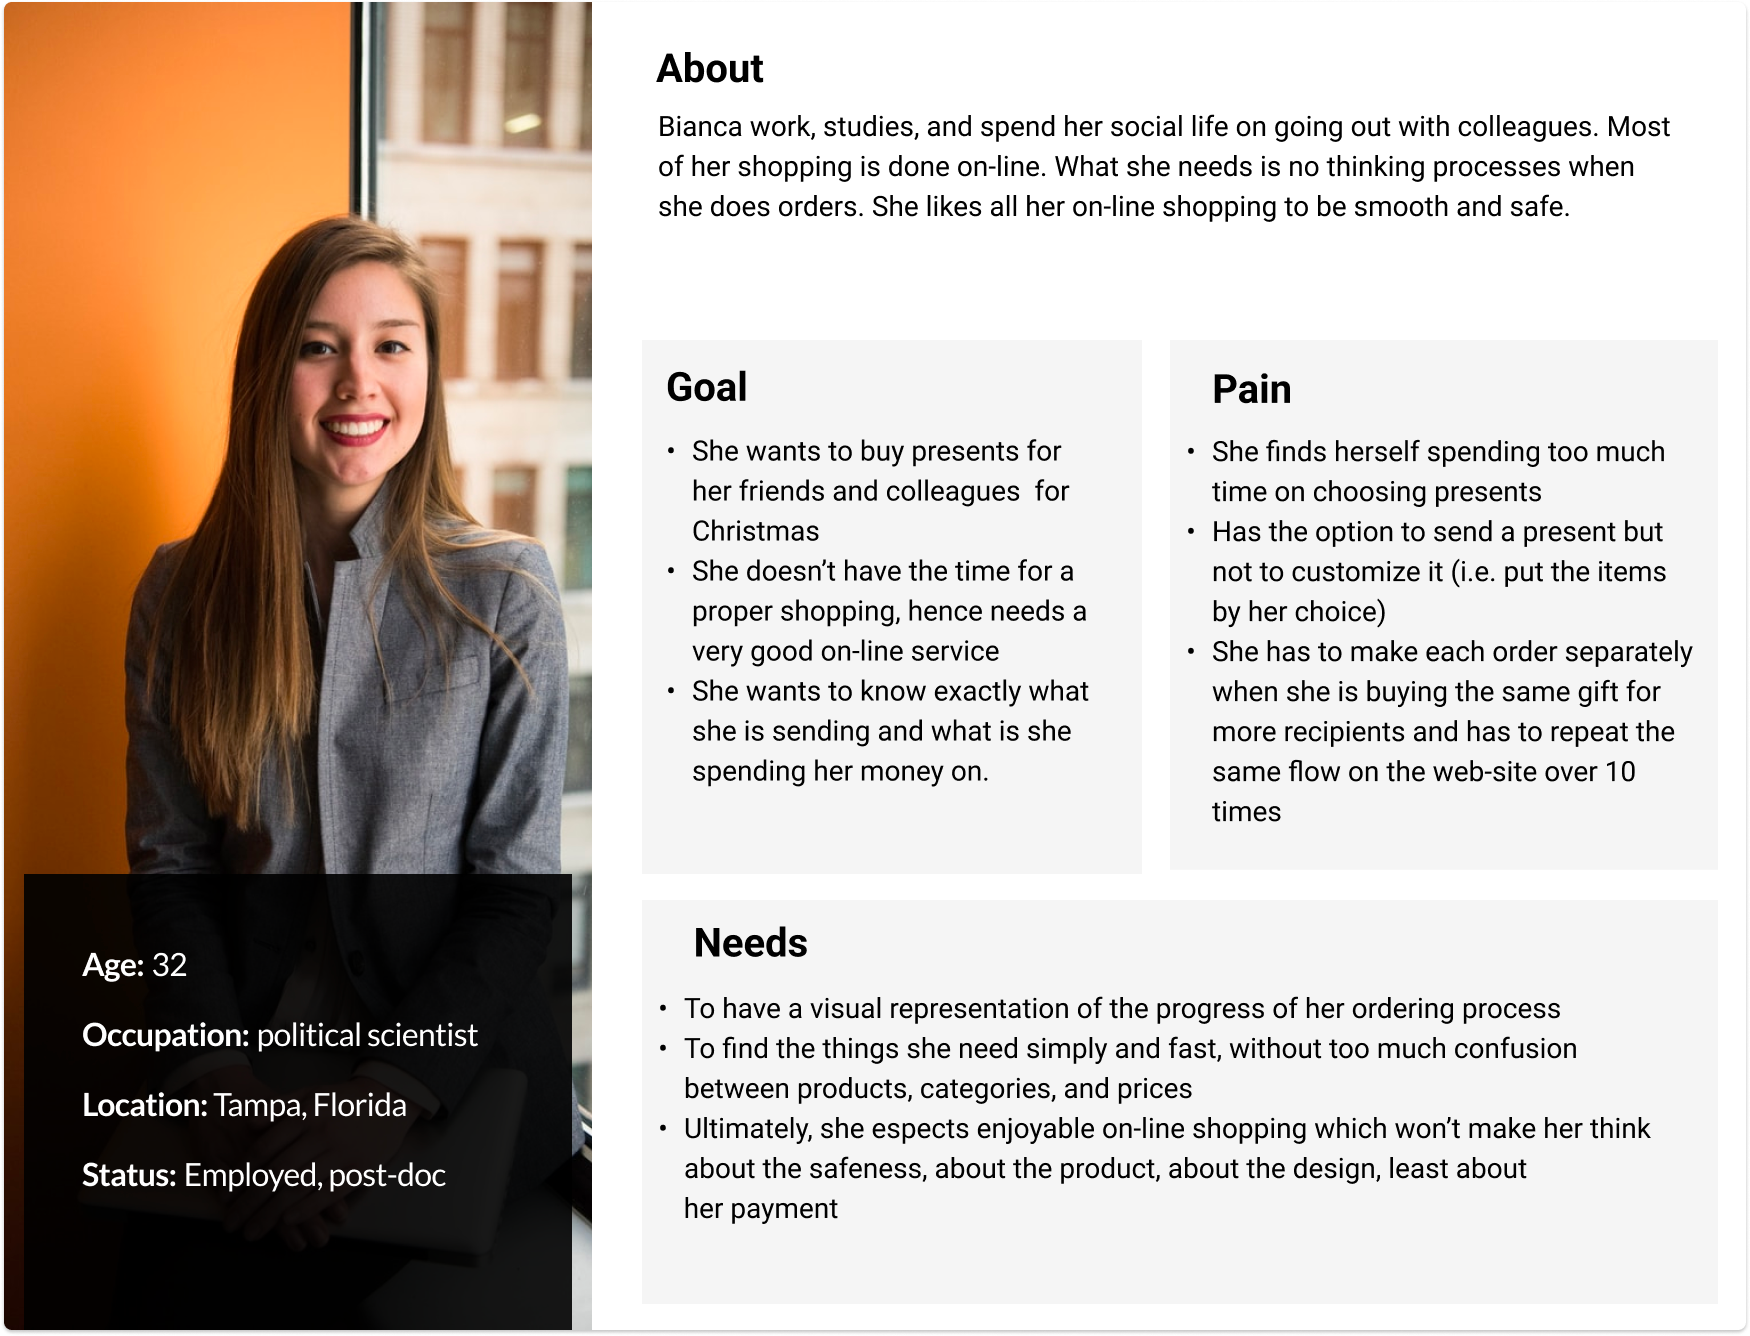 About
Bianca work, studies, and spend her social life on going out with colleagues. Most
of her shopping is done on-line. What she needs is no thinking processes when
she does orders. She likes all her on-line shopping to be smooth and safe.
Goal
• She wants to buy presents for
her friends and colleagues  for
Christmas
• She doesn’t have the time for a
proper shopping, hence needs a
very good on-line service
• She wants to know exactly what
she is sending and what is she
spending her money on.
Pain
• She finds herself spending too much
time on choosing presents
• Has the option to send a present but
not to customize it (i.e. put the items
by her choice)
• She has to make each order separately
when she is buying the same gift for
more recipients and has to repeat the
same flow on the web-site over 10
times
Age: 32
Occupation: political scientist
Location: Tampa, Florida
Status: Employed, post-doc
Needs
• To have a visual representation of the progress of her ordering process
• To find the things she need simply and fast, without too much confusion
between products, categories, and prices
• Ultimately, she espects enjoyable on-line shopping which won’t make her think
about the safeness, about the product, about the design, least about
her payment